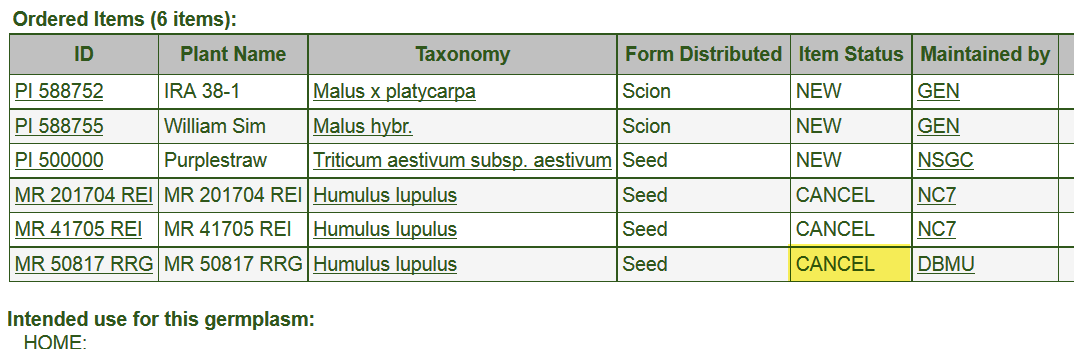 Ordered Items (6 items):
ID Plant Name Taxonomy Form Distributed Item Status Maintained by
PI 588752 IRA 38-1 Malus x platycarpa Scion NEW GEN
PI 588755 William Sim Malus hybr. Scion NEW GEN
PI 500000 Purplestraw Triticum aestivum subsp. aestivum Seed NEW NSGC
MR 201704 REI MR 201704 REI Humulus lupulus Seed CANCEL NC7
MR 41705 REI MR 41705 REI Humulus lupulus Seed CANCEL NC7
MR 50817 RRG MR 50817 RRG Humulus lupulus Seed CANCEL DBMU
Intended use for this germplasm:
HOME: